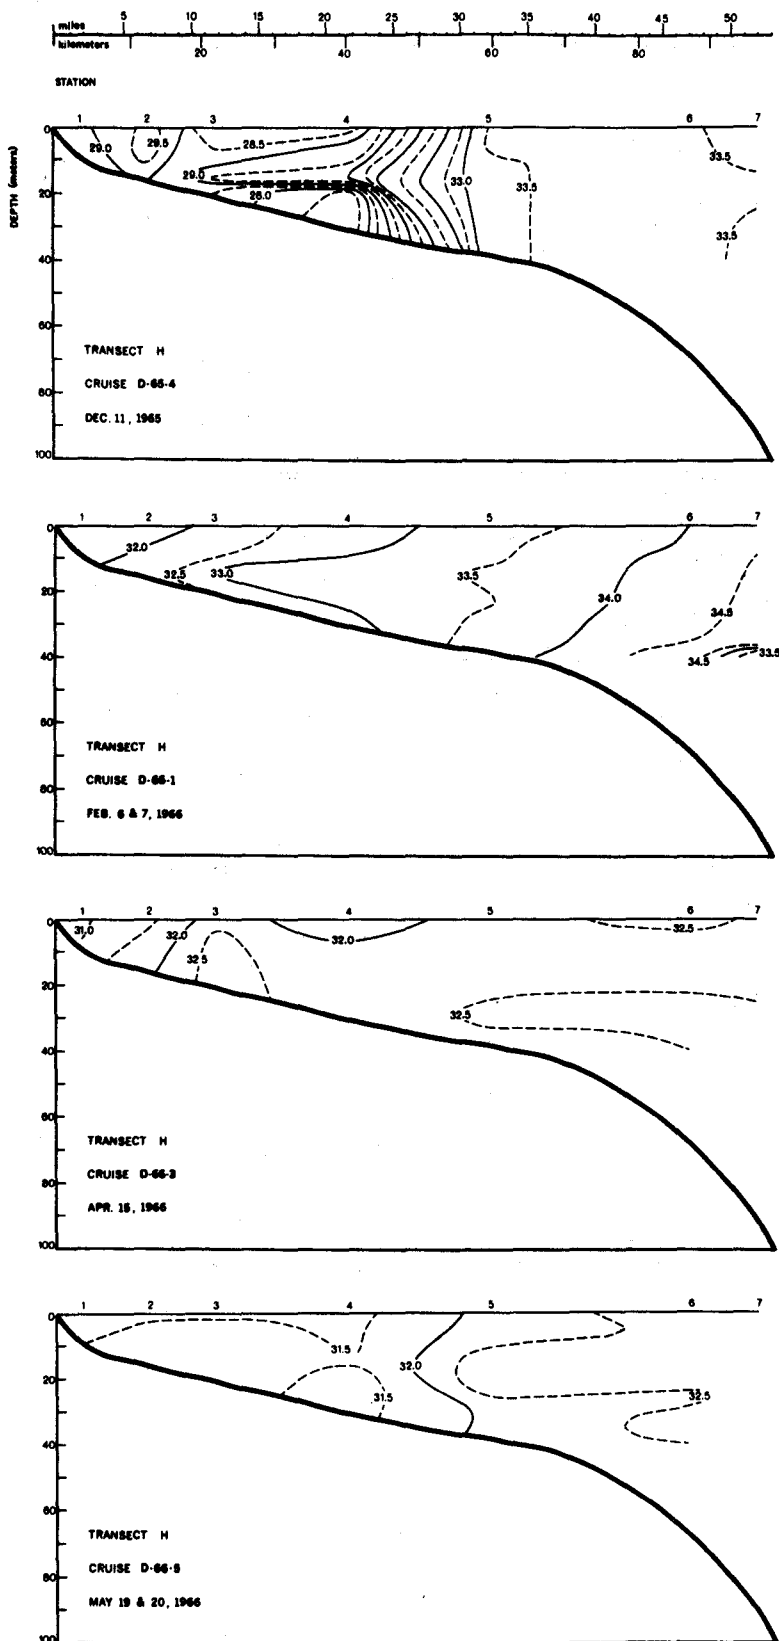 miles 5 10 15 20 25 30 35 40 45 50
kilometers 20 40 60 80
STATION
1 2 3 4 5 6 7
DEPTH (meters)
0
20
40
60
80
100
29.0 29.5 28.5 29.0 26.0 33.0 33.5 33.5 33.5
TRANSECT H
CRUISE D-65-4
DEC. 11, 1965
1 2 3 4 5 6 7
0
20
40
60
80
100
32.0 32.5 33.0 33.5 34.0 34.5 34.5 33.5
TRANSECT H
CRUISE D-66-1
FEB. 6 & 7, 1966
1 2 3 4 5 6 7
0
20
40
60
80
100
31.0 32.0 32.5 32.0 32.5 32.5
TRANSECT H
CRUISE D-66-3
APR. 15, 1966
1 2 3 4 5 6 7
0
20
40
60
80
100
31.5 31.5 32.0 32.5
TRANSECT H
CRUISE D-66-5
MAY 19 & 20, 1966